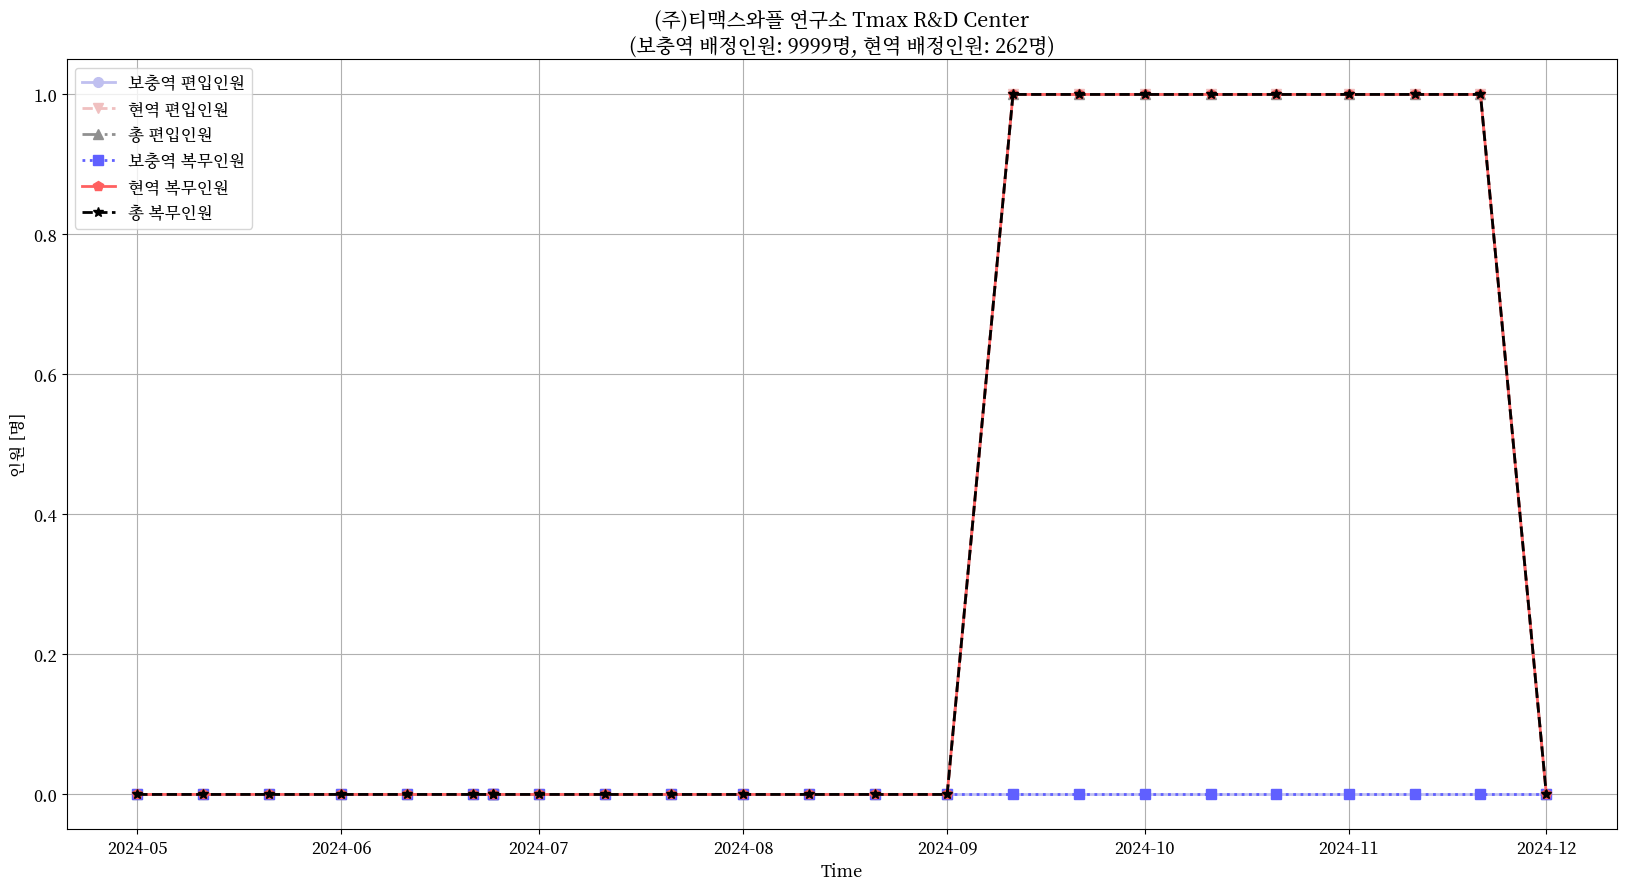 (주)티맥스와플 연구소 Tmax R&D Center
(보충역 배정인원: 9999명, 현역 배정인원: 262명)
보충역 편입인원
현역 편입인원
총 편입인원
보충역 복무인원
현역 복무인원
총 복무인원
1.0
0.8
0.6
0.4
0.2
0.0
인원 [명]
2024-05 2024-06 2024-07 2024-08 2024-09 2024-10 2024-11 2024-12
Time